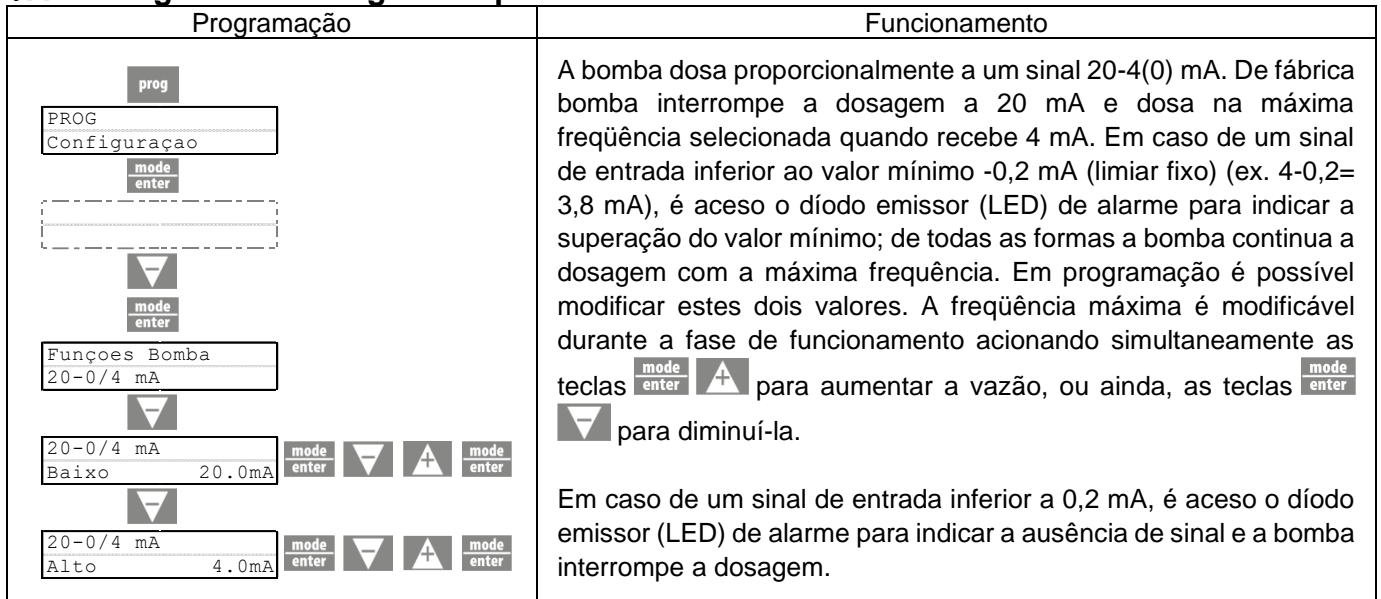 Programação
Funcionamento
prog
PROG
Configuraçao
mode
enter
mode
enter
Funçoes Bomba
20-0/4 mA
20-0/4 mA
Baixo 20.0mA
mode
enter
mode
enter
20-0/4 mA
Alto 4.0mA
mode
enter
mode
enter
A bomba dosa proporcionalmente a um sinal 20-4(0) mA. De fábrica
bomba interrompe a dosagem a 20 mA e dosa na máxima
freqüência selecionada quando recebe 4 mA. Em caso de um sinal
de entrada inferior ao valor mínimo -0,2 mA (limiar fixo) (ex. 4-0,2=
3,8 mA), é aceso o díodo emissor (LED) de alarme para indicar a
superação do valor mínimo; de todas as formas a bomba continua a
dosagem com a máxima frequência. Em programação é possível
modificar estes dois valores. A freqüência máxima é modificável
durante a fase de funcionamento acionando simultaneamente as
teclas mode enter + para aumentar a vazão, ou ainda, as teclas mode enter
− para diminuí-la.
Em caso de um sinal de entrada inferior a 0,2 mA, é aceso o díodo
emissor (LED) de alarme para indicar a ausência de sinal e a bomba
interrompe a dosagem.